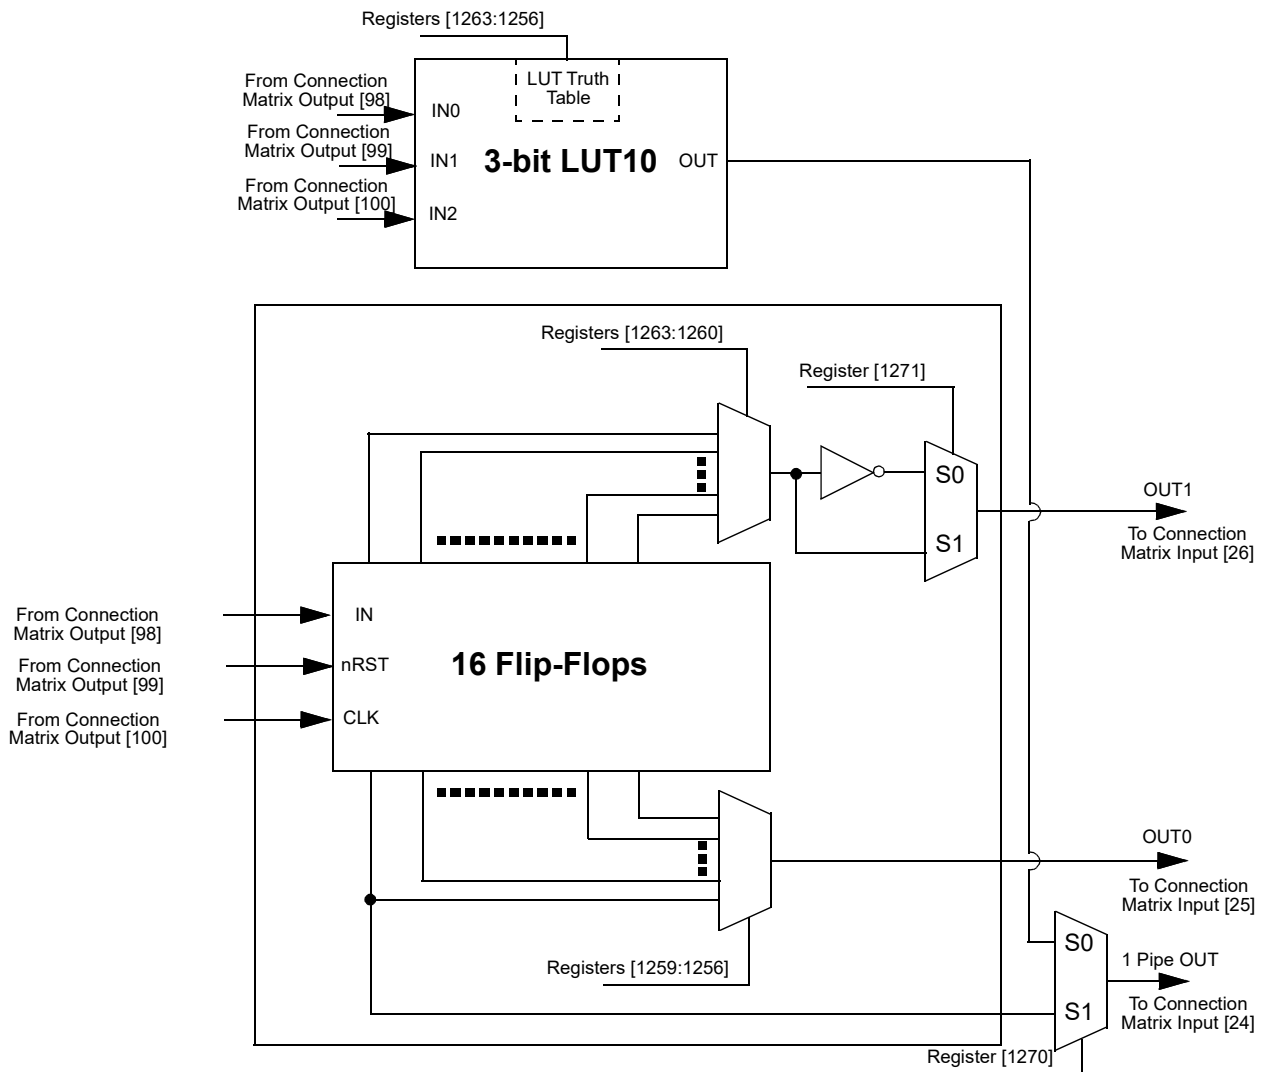 Registers [1263:1256]
From Connection
Matrix Output [98]
LUT Truth
Table
IN0
From Connection
Matrix Output [99]
IN1
3-bit LUT10
OUT
From Connection
Matrix Output [100]
IN2
Registers [1263:1260]
Register [1271]
S0
S1
OUT1
To Connection
Matrix Input [26]
From Connection
Matrix Output [98]
IN
From Connection
Matrix Output [99]
nRST
16 Flip-Flops
From Connection
Matrix Output [100]
CLK
OUT0
To Connection
Matrix Input [25]
Registers [1259:1256]
S0
S1
1 Pipe OUT
To Connection
Matrix Input [24]
Register [1270]